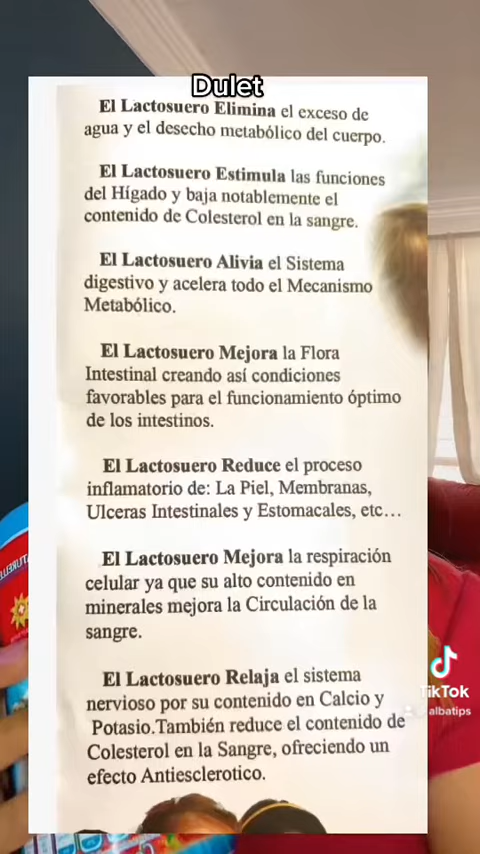 Dulet
El Lactosuero Elimina el exceso de
agua y el desecho metabólico del cuerpo.
El Lactosuero Estimula las funciones
del Hígado y baja notablemente el
contenido de Colesterol en la sangre.
El Lactosuero Alivia el Sistema
digestivo y acelera todo el Mecanismo
Metabólico.
El Lactosuero Mejora la Flora
Intestinal creando así condiciones
favorables para el funcionamiento óptimo
de los intestinos.
El Lactosuero Reduce el proceso
inflamatorio de: La Piel, Membranas,
Ulceras Intestinales y Estomacales, etc…
El Lactosuero Mejora la respiración
celular ya que su alto contenido en
minerales mejora la Circulación de la
sangre.
El Lactosuero Relaja el sistema
nervioso por su contenido en Calcio y
Potasio.También reduce el contenido de
Colesterol en la Sangre, ofreciendo un
efecto Antiesclerotico.
TikTok
albatips